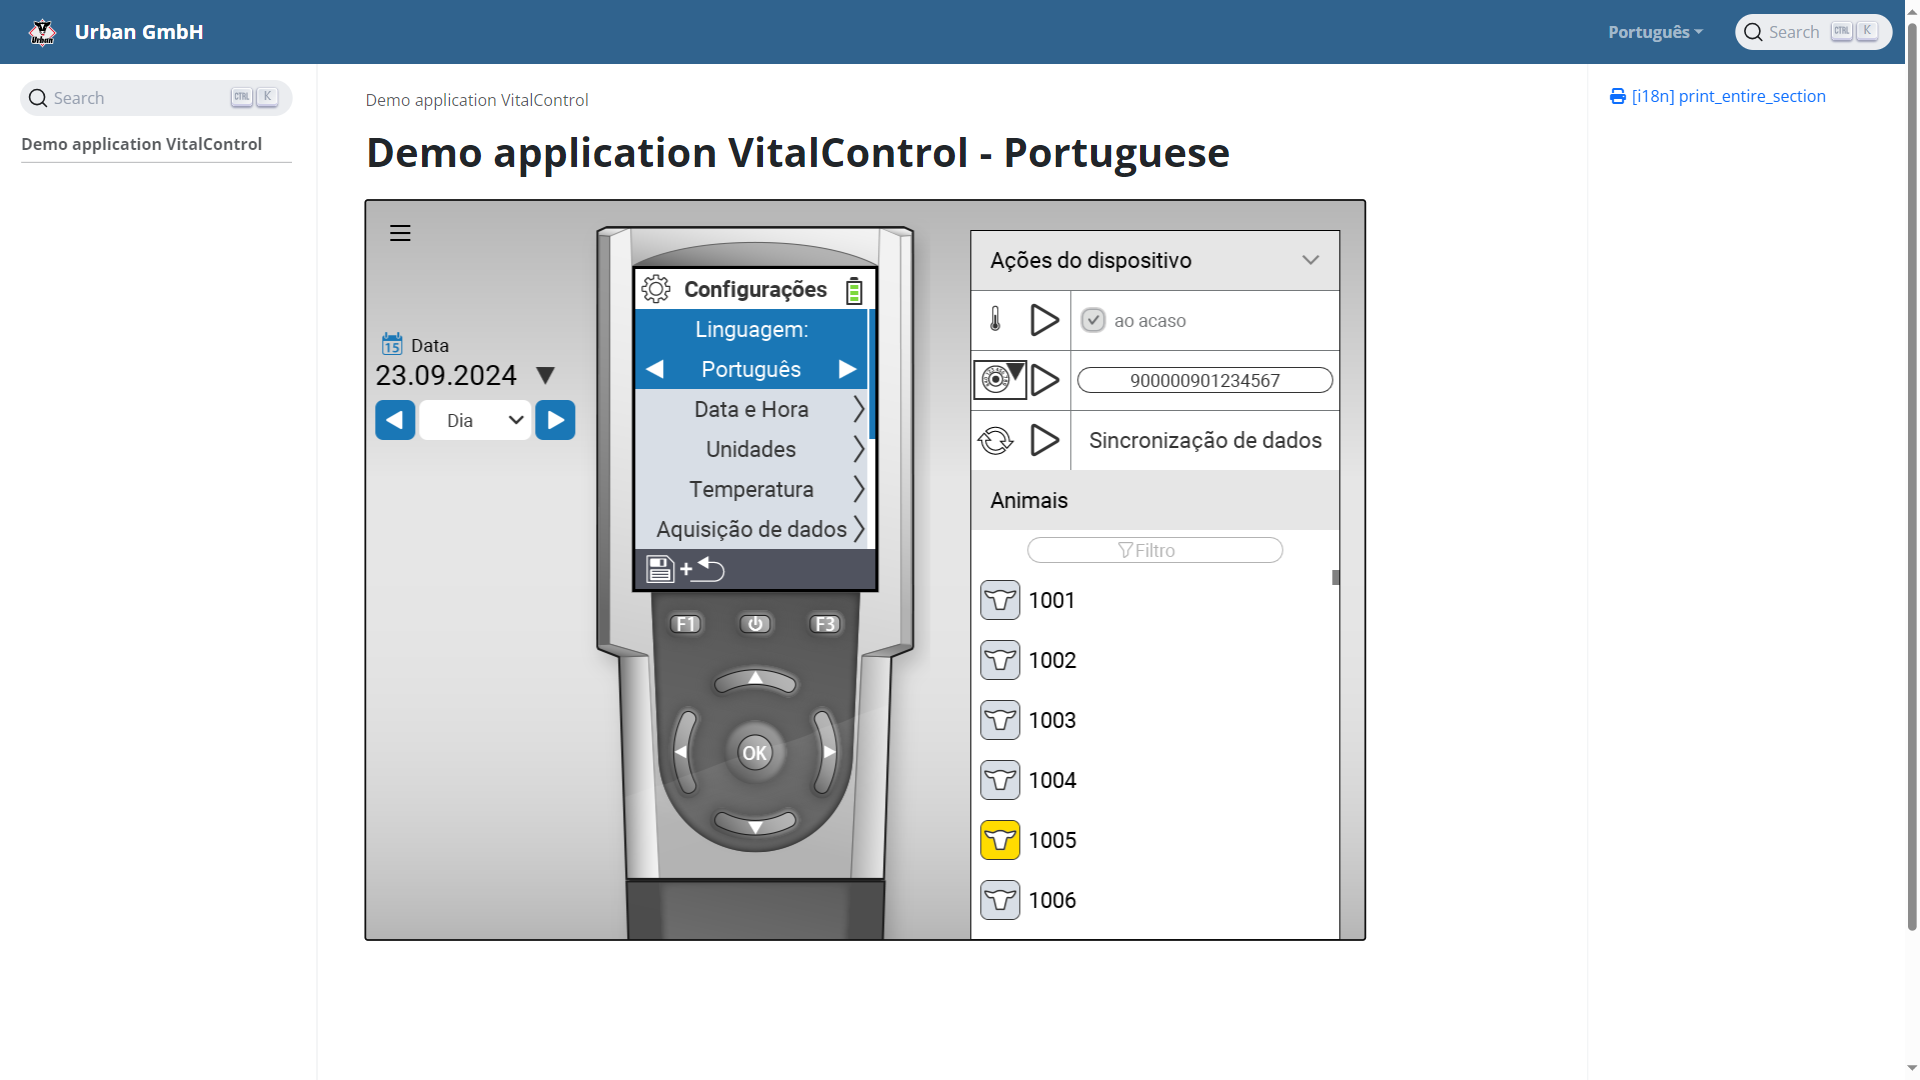 Urban
Urban GmbH
Português
Search CTRL K
Search CTRL K
Demo application VitalControl
Demo application VitalControl
Demo application VitalControl - Portuguese
[i18n] print_entire_section
15 Data
23.09.2024
Dia
Configurações
Linguagem:
Português
Data e Hora
Unidades
Temperatura
Aquisição de dados
+
F1
F3
OK
Ações do dispositivo
ao acaso
900000901234567
Sincronização de dados
Animais
Filtro
1001
1002
1003
1004
1005
1006